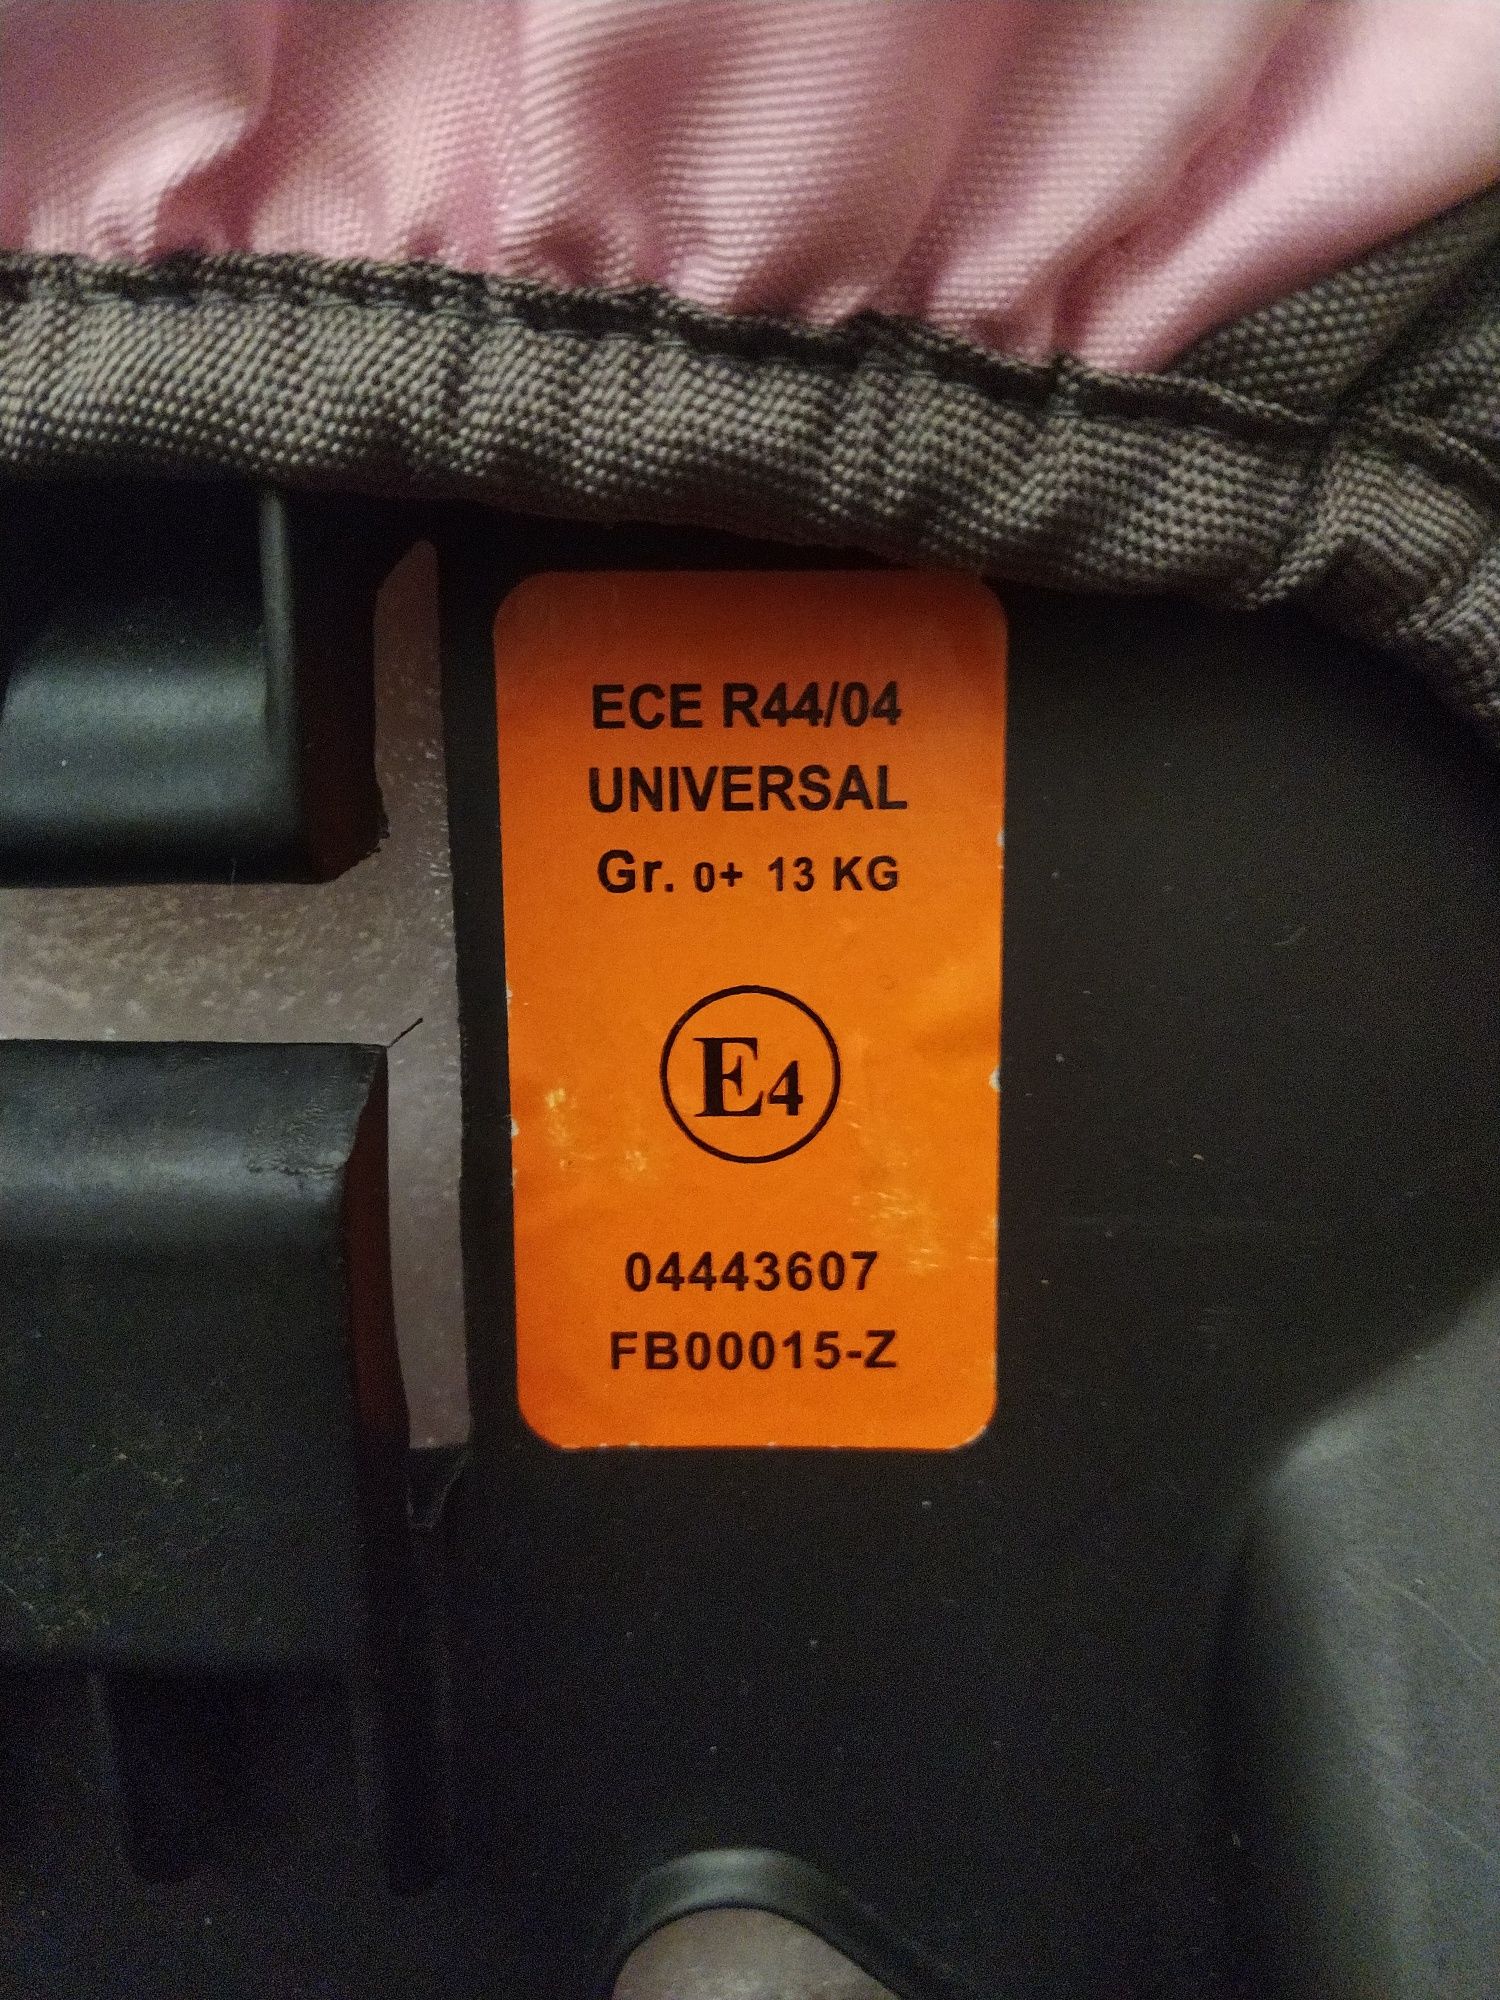 ECE R44/04
UNIVERSAL
Gr. 0+ 13 KG
E4
04443607
FB00015-Z